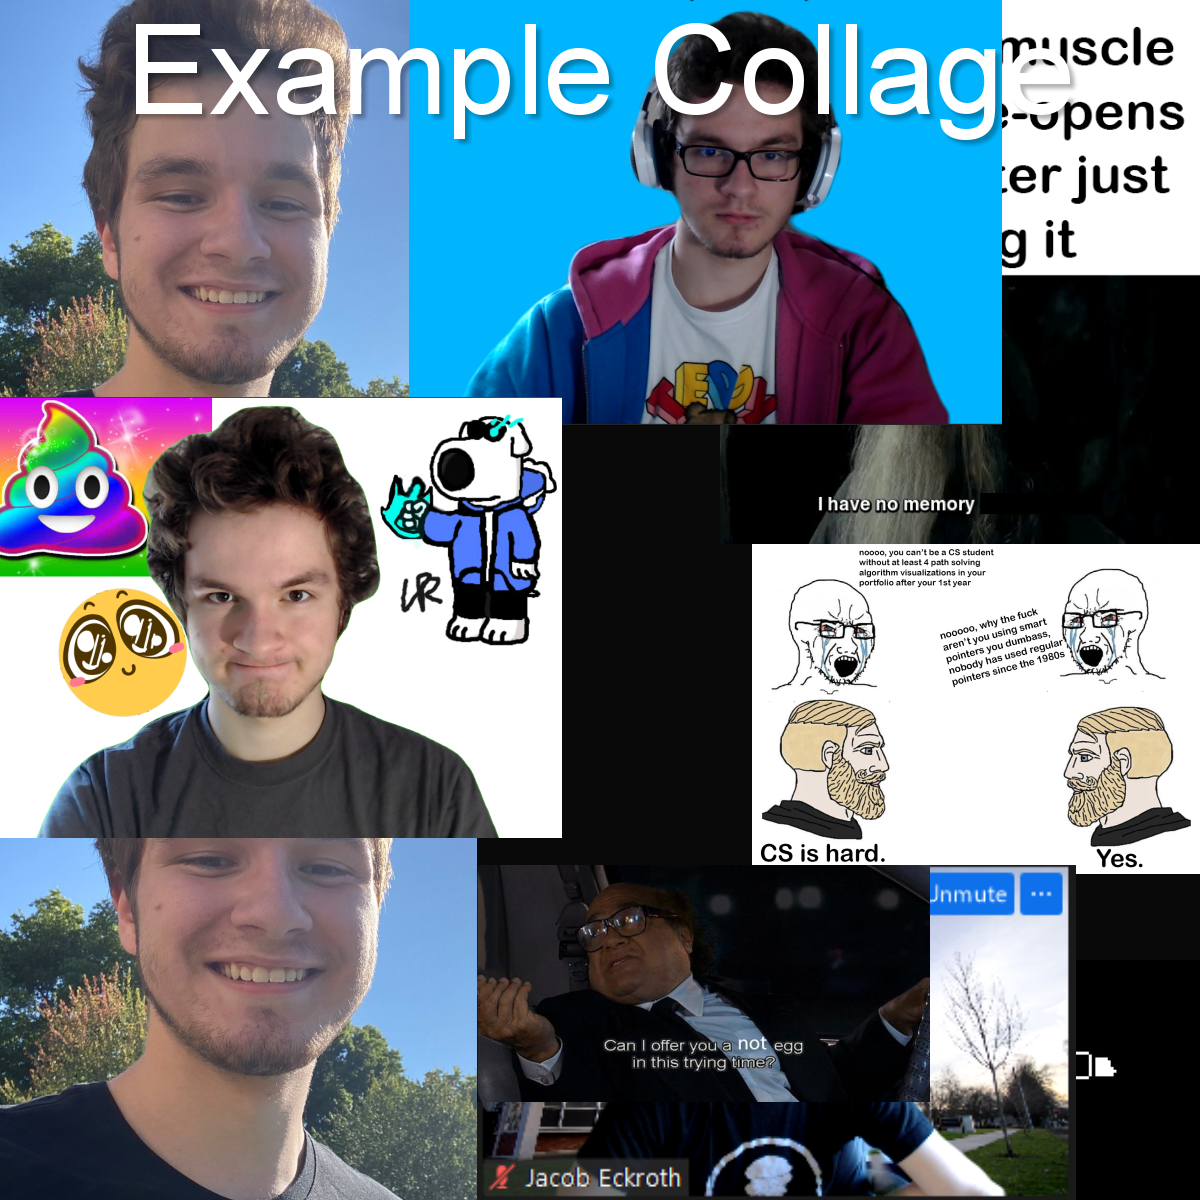 Example Collage
muscle
e-opens
ter just
g it
I have no memory
noooo, you can't be a CS student
without at least 4 path solving
algorithm visualizations in your
portfolio after your 1st year
nooooo, why the fuck
aren't you using smart
pointers you dumbass,
nobody has used regular
pointers since the 1980s
CS is hard.
Yes.
Unmute
Can I offer you a not egg
in this trying time?
Jacob Eckroth